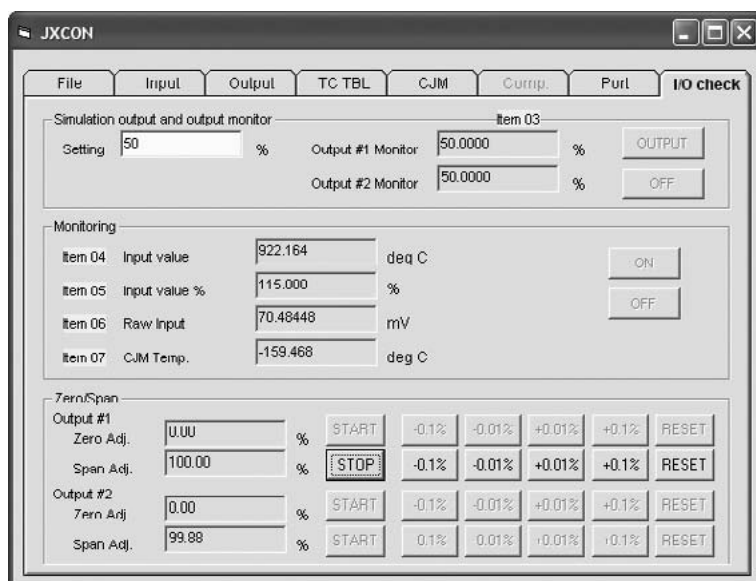 JXCON
File Input Output TC TBL CJM Comp. Port I/O check
Simulation output and output monitor Item 03
Setting 50 % Output #1 Monitor 50.0000 % OUTPUT
Output #2 Monitor 50.0000 % OFF
Monitoring
Item 04 Input value 922.164 deg C ON
Item 05 Input value % 115.000 %
OFF
Item 06 Raw Input 70.48448 mV
Item 07 CJM Temp. -159.468 deg C
Zero/Span
Output #1
Zero Adj. 0.00 % START -0.1% -0.01% +0.01% +0.1% RESET
Span Adj. 100.00 % STOP -0.1% -0.01% +0.01% +0.1% RESET
Output #2
Zero Adj 0.00 % START -0.1% -0.01% +0.01% +0.1% RESET
Span Adj. 99.88 % START -0.1% -0.01% +0.01% +0.1% RESET